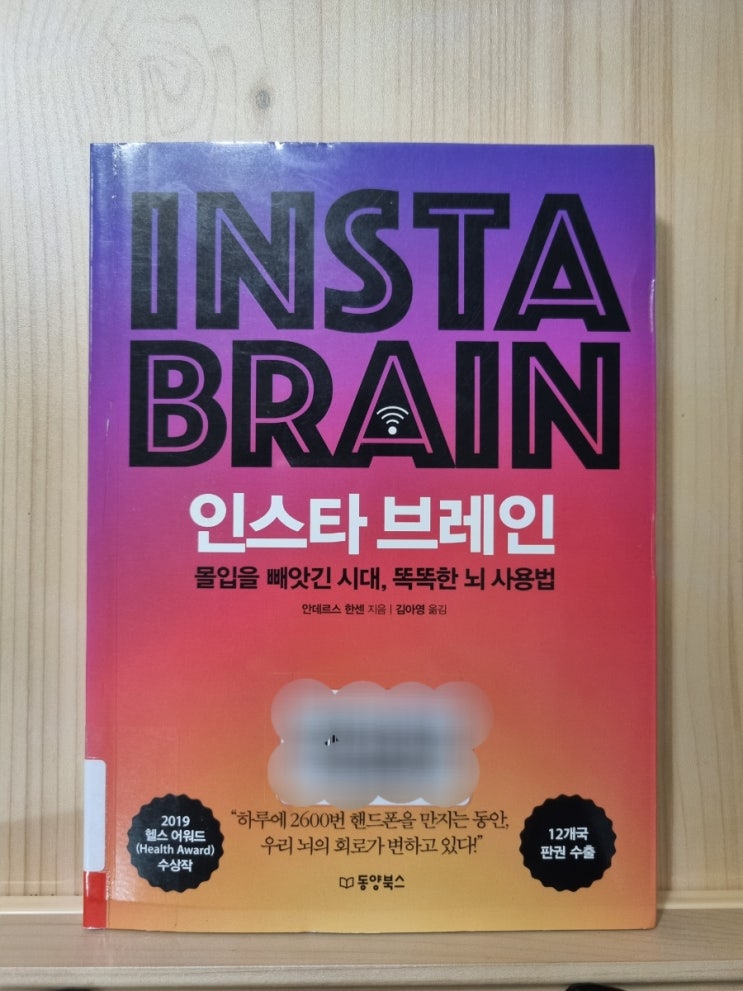 INSTA
BRAIN
인스타 브레인
몰입을 빼앗긴 시대, 똑똑한 뇌 사용법
안데르스 한센 지음 | 김아영 옮김
“하루에 2600번 핸드폰을 만지는 동안,
우리 뇌의 회로가 변하고 있다!”
2019
헬스 어워드
(Health Award)
수상작
12개국
판권 수출
동양북스